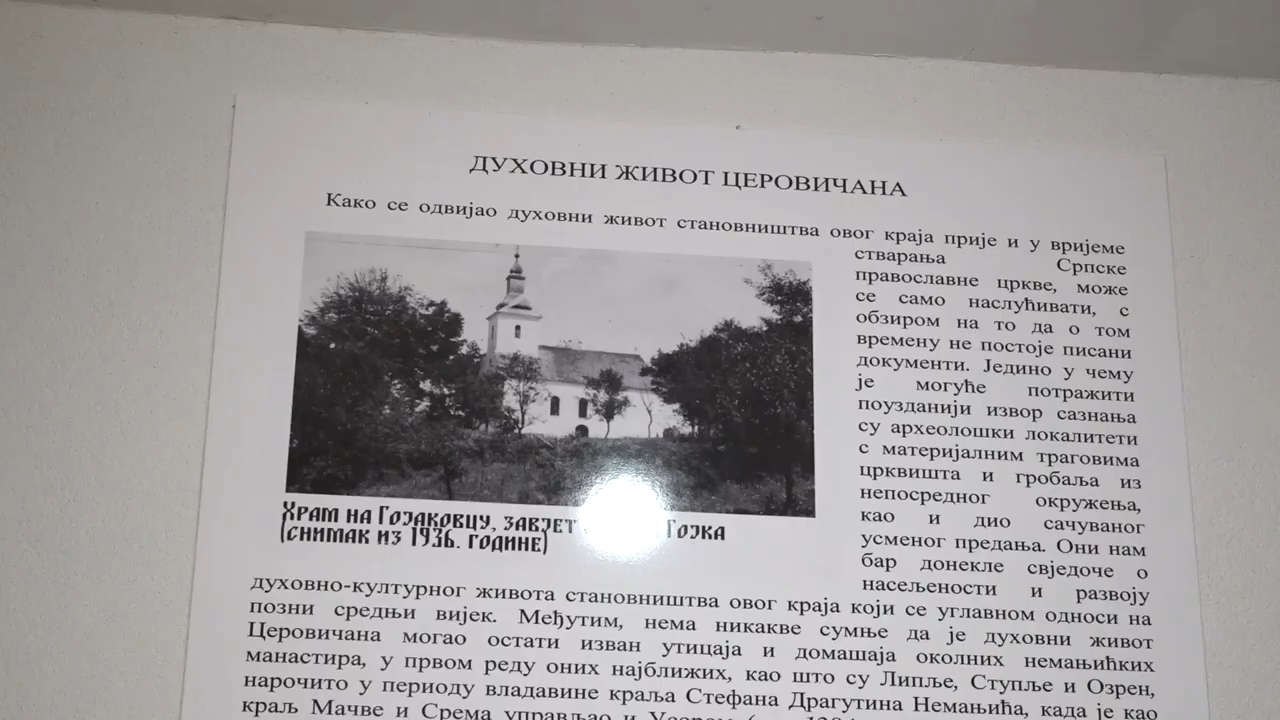 ДУХОВНИ ЖИВОТ ЦЕРОВИЧАНА
Како се одвијао духовни живот становништва овог краја прије и у вријеме
стварања Српске
православне цркве, може
се само наслућивати, с
обзиром на то да о том
времену не постоје писани
документи. Једино у чему
је могуће потражити
поузданији извор сазнања
су археолошки локалитети
с материјалним траговима
црквишта и гробаља из
непосредног окружења,
као и дио сачуваног
усменог предања. Они нам
бар донекле свједоче о
насељености и развоју
Храм на Гојаковцу, завјет Гојка
(снимак из 1936. године)
духовно-културног живота становништва овог краја који се углавном односи на
позни средњи вијек. Међутим, нема никакве сумње да је духовни живот
Церовичана могао остати изван утицаја и домашаја околних немањићких
манастира, у првом реду оних најближих, као што су Липље, Ступље и Озрен,
нарочито у периоду владавине краља Стефана Драгутина Немањића, када је као
краљ Мачве и Срема управљао и